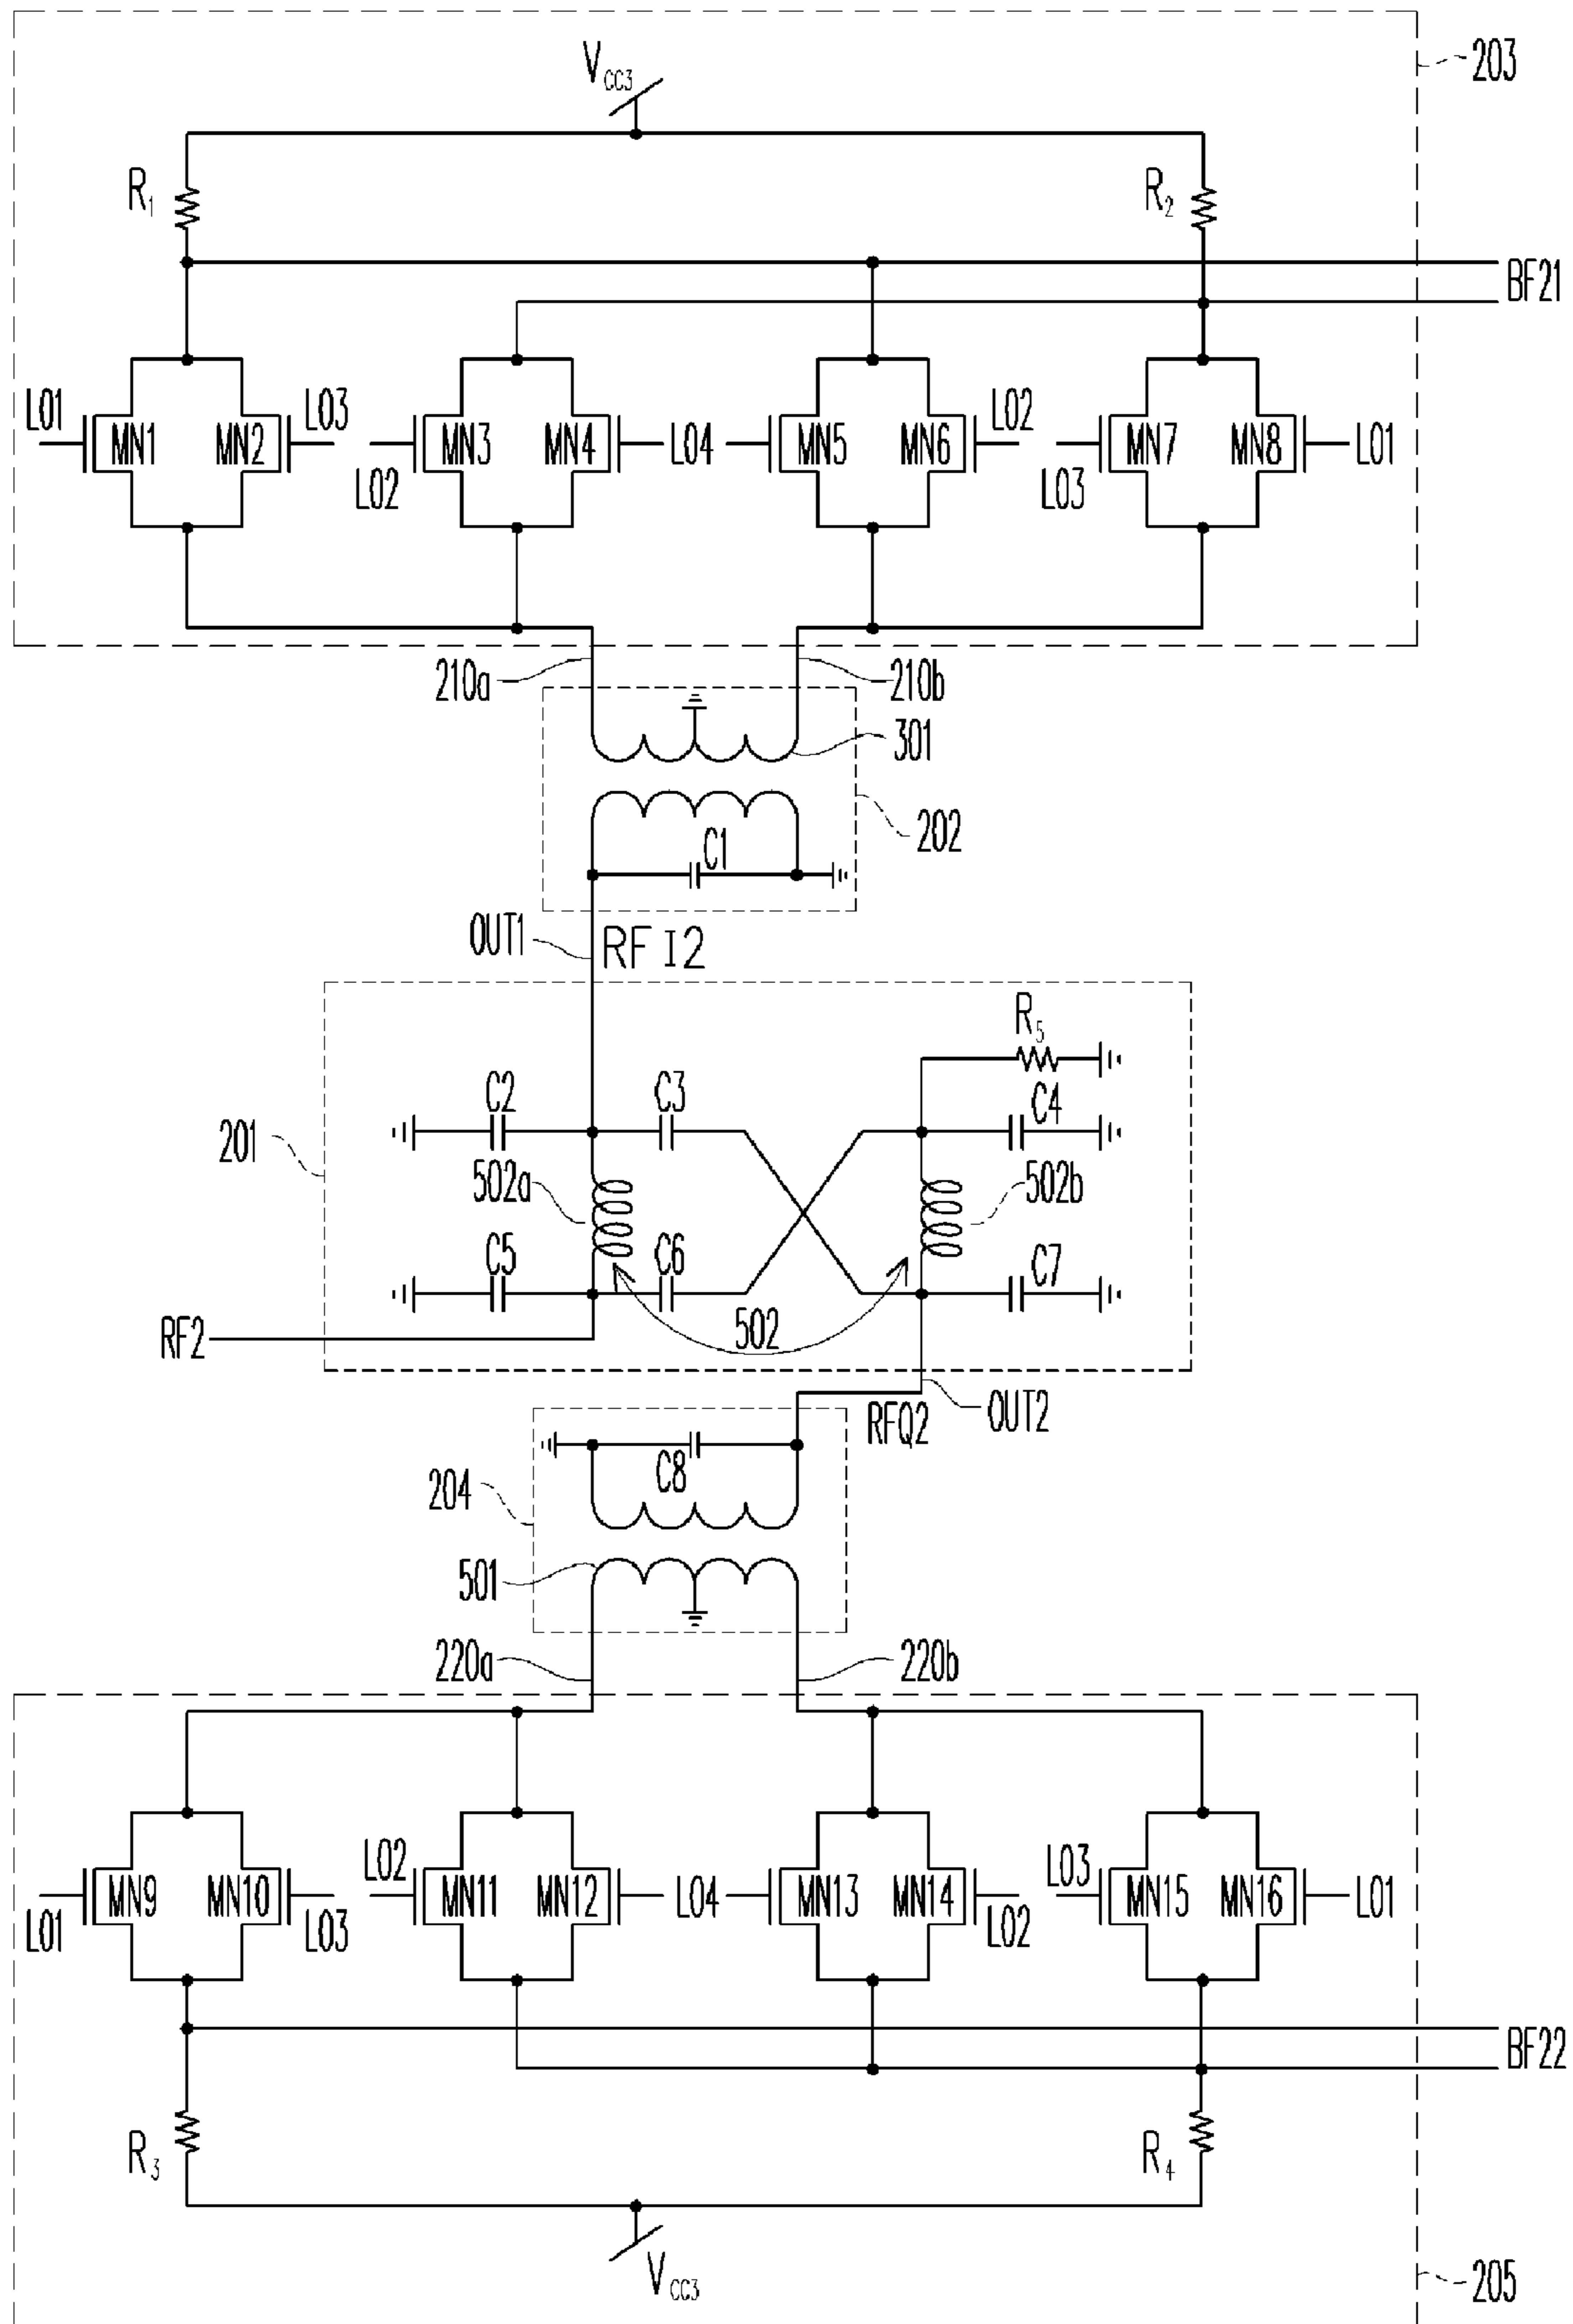 203
VCC3
R1
R2
BF21
LO1
MN1
MN2
LO3
LO2
MN3
MN4
LO4
MN5
MN6
LO2
LO3
MN7
MN8
LO1
210a
210b
301
202
C1
OUT1
RFI2
R5
201
C2
C3
C4
502a
502b
C5
C6
C7
RF2
502
RFQ2
OUT2
204
C8
501
220a
220b
LO1
MN9
MN10
LO3
LO2
MN11
MN12
LO4
MN13
MN14
LO2
LO3
MN15
MN16
LO1
BF22
R3
R4
VCC3
205